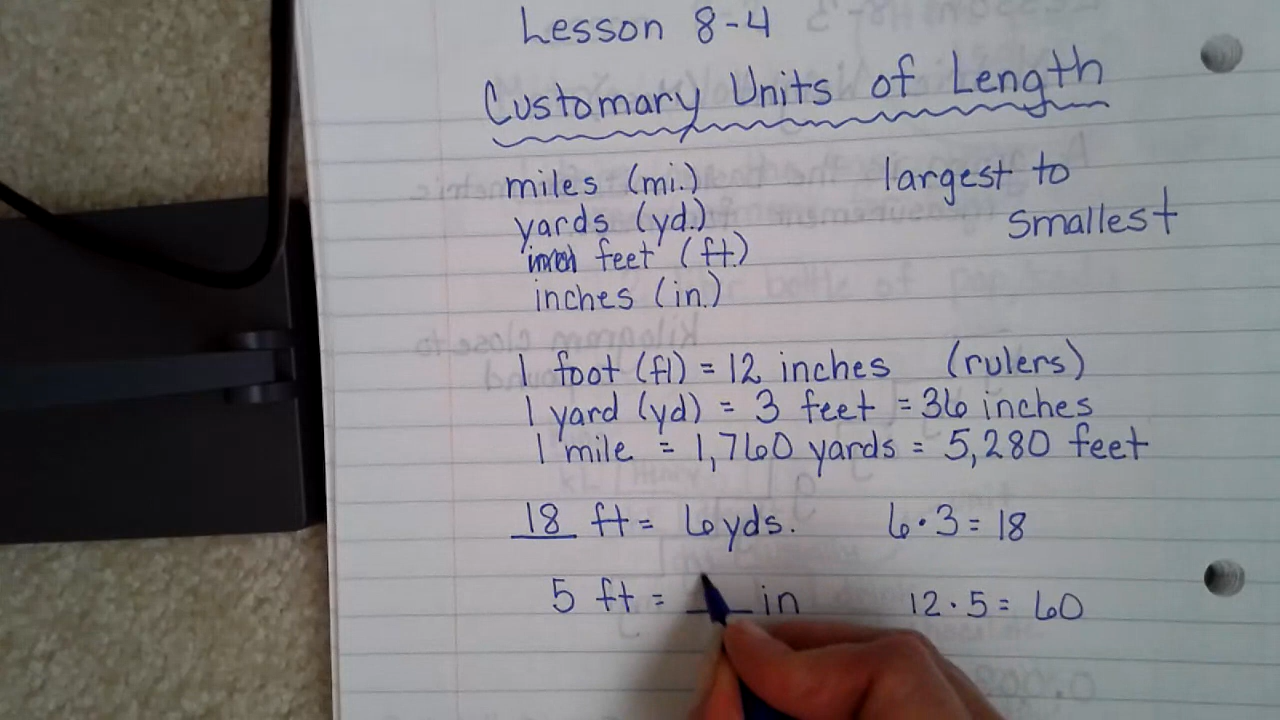 Lesson 8-4
Customary Units of Length
miles (mi.) largest to
yards (yd.) smallest
feet (ft.)
inches (in.)
1 foot (ft) = 12 inches (rulers)
1 yard (yd) = 3 feet = 36 inches
1 mile = 1,760 yards = 5,280 feet
18 ft = 6 yds. 6·3=18
5 ft = __ in 12·5= 60